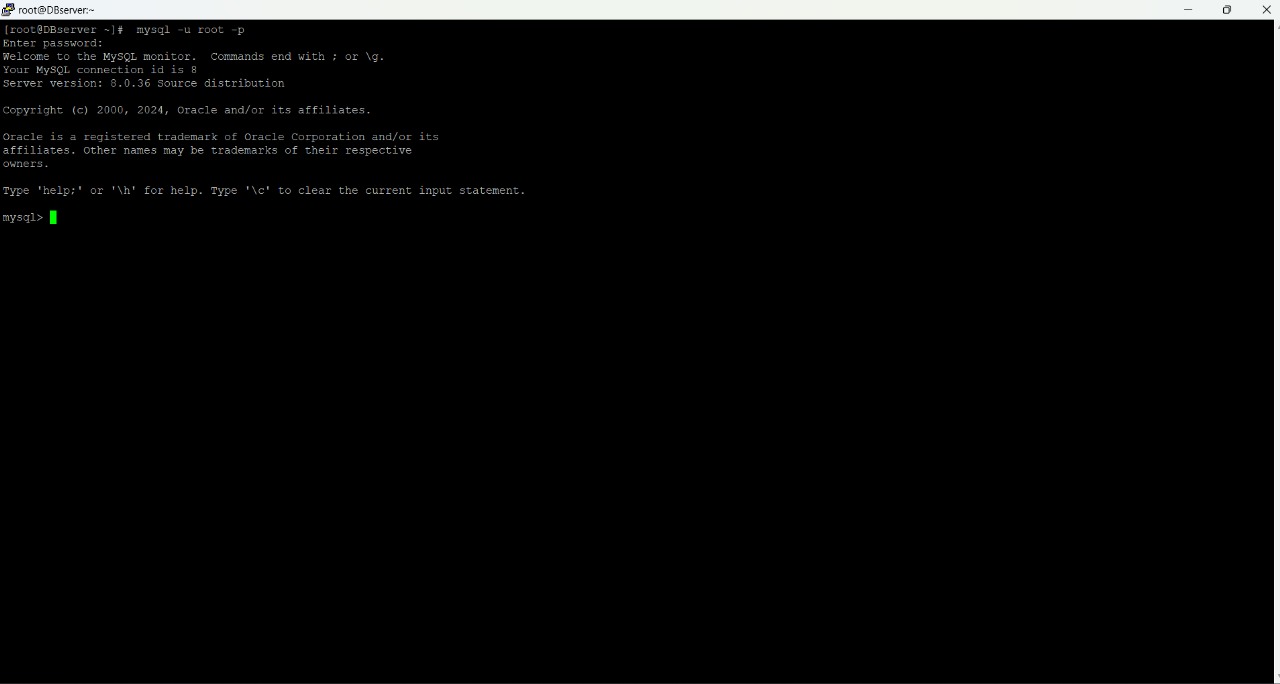 root@DBserver:~
[root@DBserver ~]#  mysql -u root -p
Enter password:
Welcome to the MySQL monitor.  Commands end with ; or \g.
Your MySQL connection id is 8
Server version: 8.0.36 Source distribution
Copyright (c) 2000, 2024, Oracle and/or its affiliates.
Oracle is a registered trademark of Oracle Corporation and/or its
affiliates. Other names may be trademarks of their respective
owners.
Type 'help;' or '\h' for help. Type '\c' to clear the current input statement.
mysql>